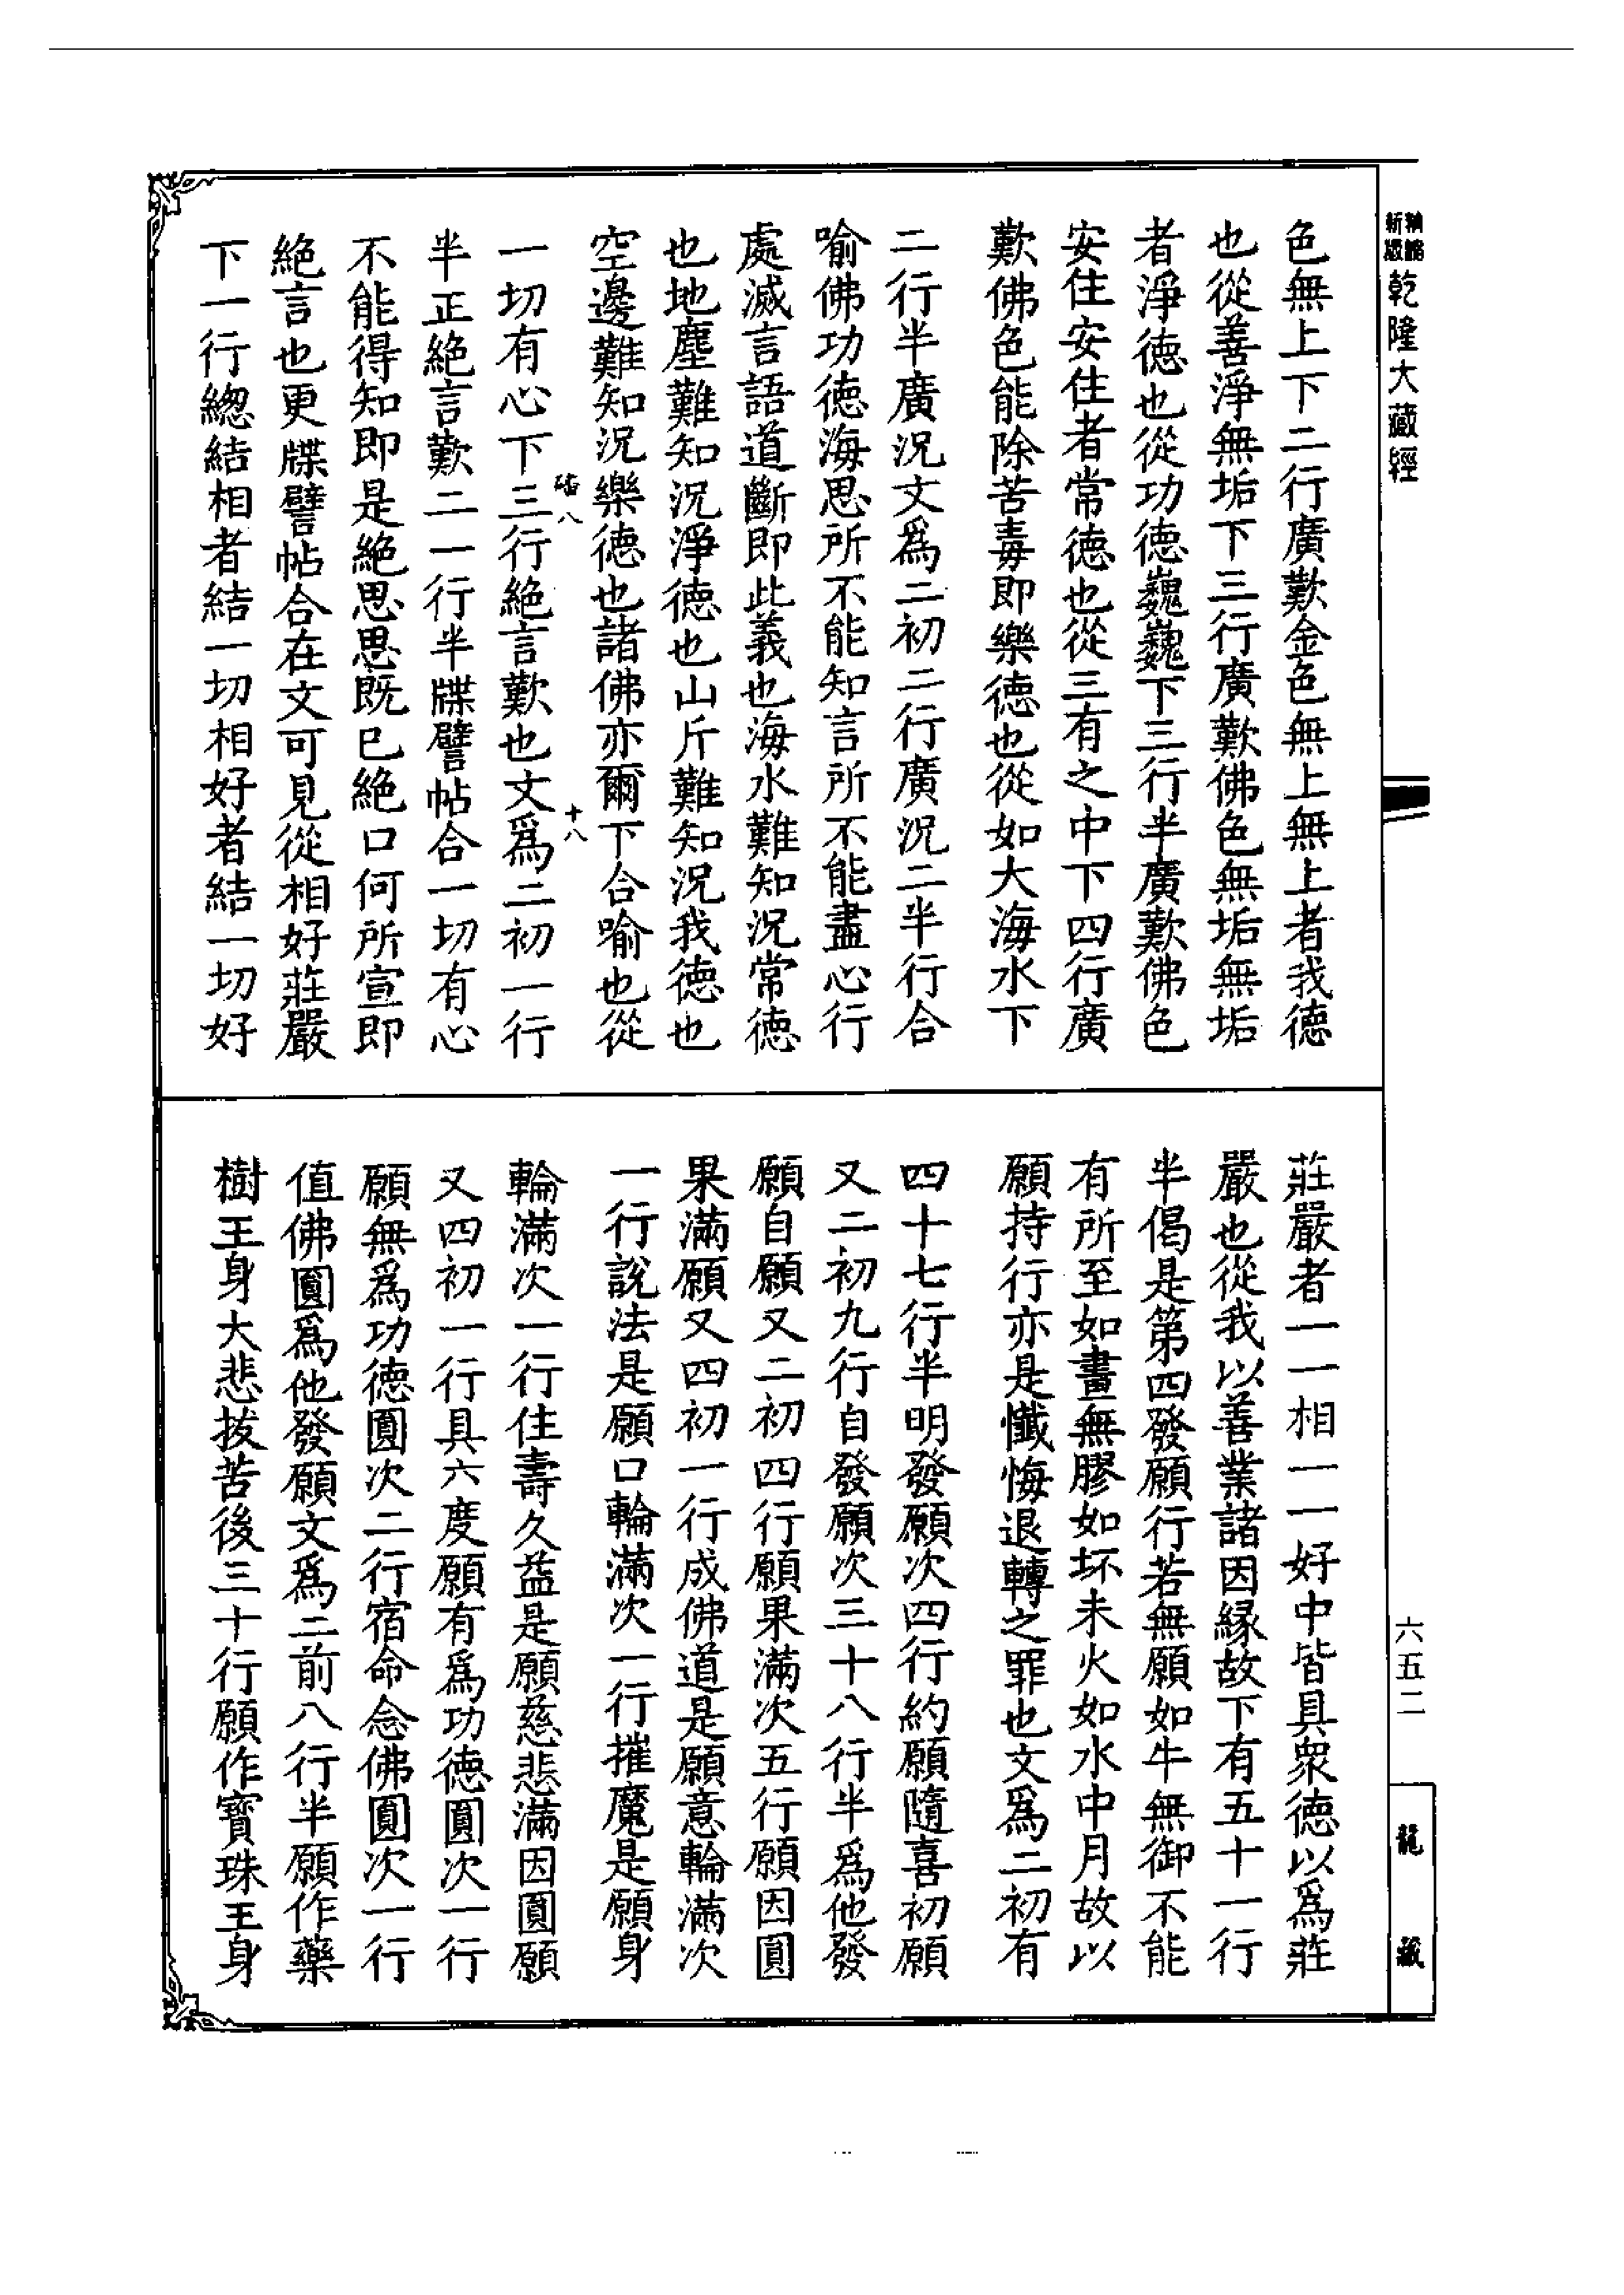 乾隆大藏經
色無上下二行廣歎金色無上無上者我德
也從善淨無垢下三行廣歎佛色無垢無垢
者淨德也從功德巍巍下三行半廣歎佛色
安住安住者常德也從三有之中下四行廣
歎佛色能除苦毒即樂德也從如大海水下
二行半廣況文爲二初二行廣況二半行合
喻佛功德海思所不能知言所不能盡心行
處滅言語道斷即此義也海水難知況常德
也地塵難知況淨德也山斤難知況我德也
空邊難知況樂德也諸佛亦爾下合喻也從
八
十八
一切有心下三行絕言歎也文爲二初一行
半正絕言歎二一行半牒譬帖合一切有心
不能得知即是絕思思既已絕口何所宣即
絕言也更牒譬帖合在文可見從相好莊嚴
下一行總結相者結一切相好者結一切好
莊嚴者一一相一一好中皆具衆德以爲莊
嚴也從我以善業諸因緣故下有五十一行
半偈是第四發願行若無願如牛無御不能
有所至如畫無膠如坏未火如水中月故以
願持行亦是懺悔退轉之罪也文爲二初有
四十七行半明發願次四行約願隨喜初願
又二初九行自發願次三十八行半爲他發
願自願又二初四行願果滿次五行願因圓
果滿願又四初一行成佛道是願意輪滿次
一行說法是願口輪滿次一行摧魔是願身
輪滿次一行住壽久益是願慈悲滿因圓願
又四初一行具六度願有爲功德圓次一行
願無爲功德圓次二行宿命念佛圓次一行
值佛圓爲他發願文爲二前八行半願作藥
樹王身大悲拔苦後三十行願作寶珠王身
六五二
龍藏